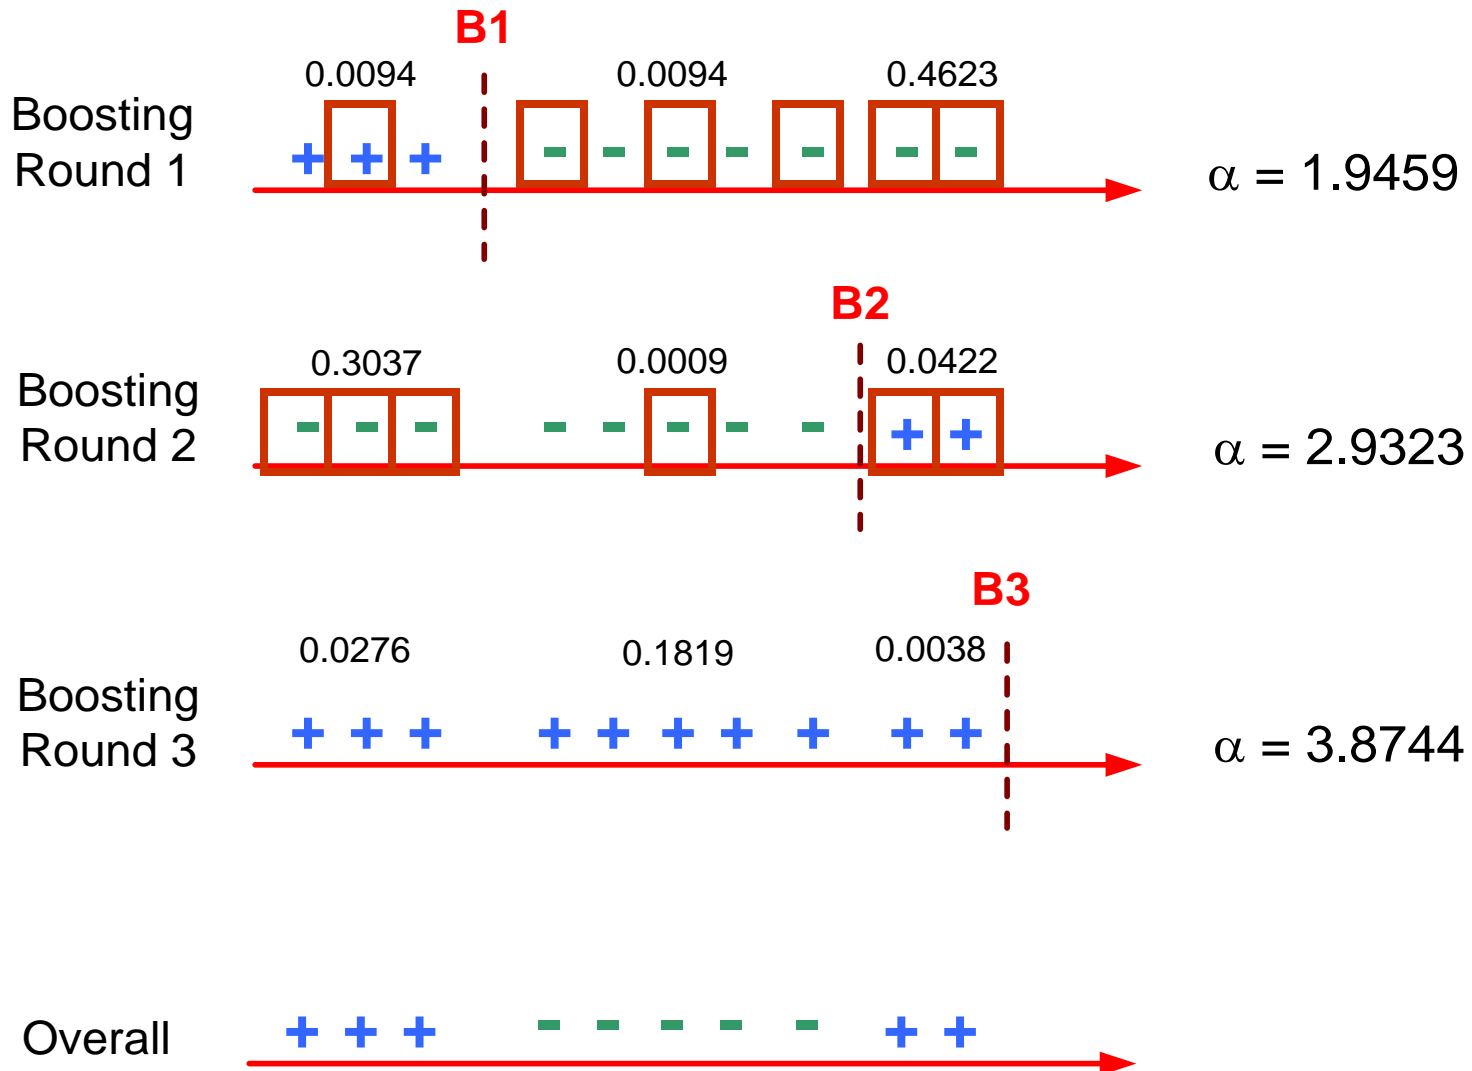 B1
0.0094 0.0094 0.4623
Boosting
Round 1
+ + + - - - - - - -
α = 1.9459
B2
0.3037 0.0009 0.0422
Boosting
Round 2
- - - - - - - - + +
α = 2.9323
B3
0.0276 0.1819 0.0038
Boosting
Round 3
+ + + + + + + + + +
α = 3.8744
Overall
+ + + - - - - - + +